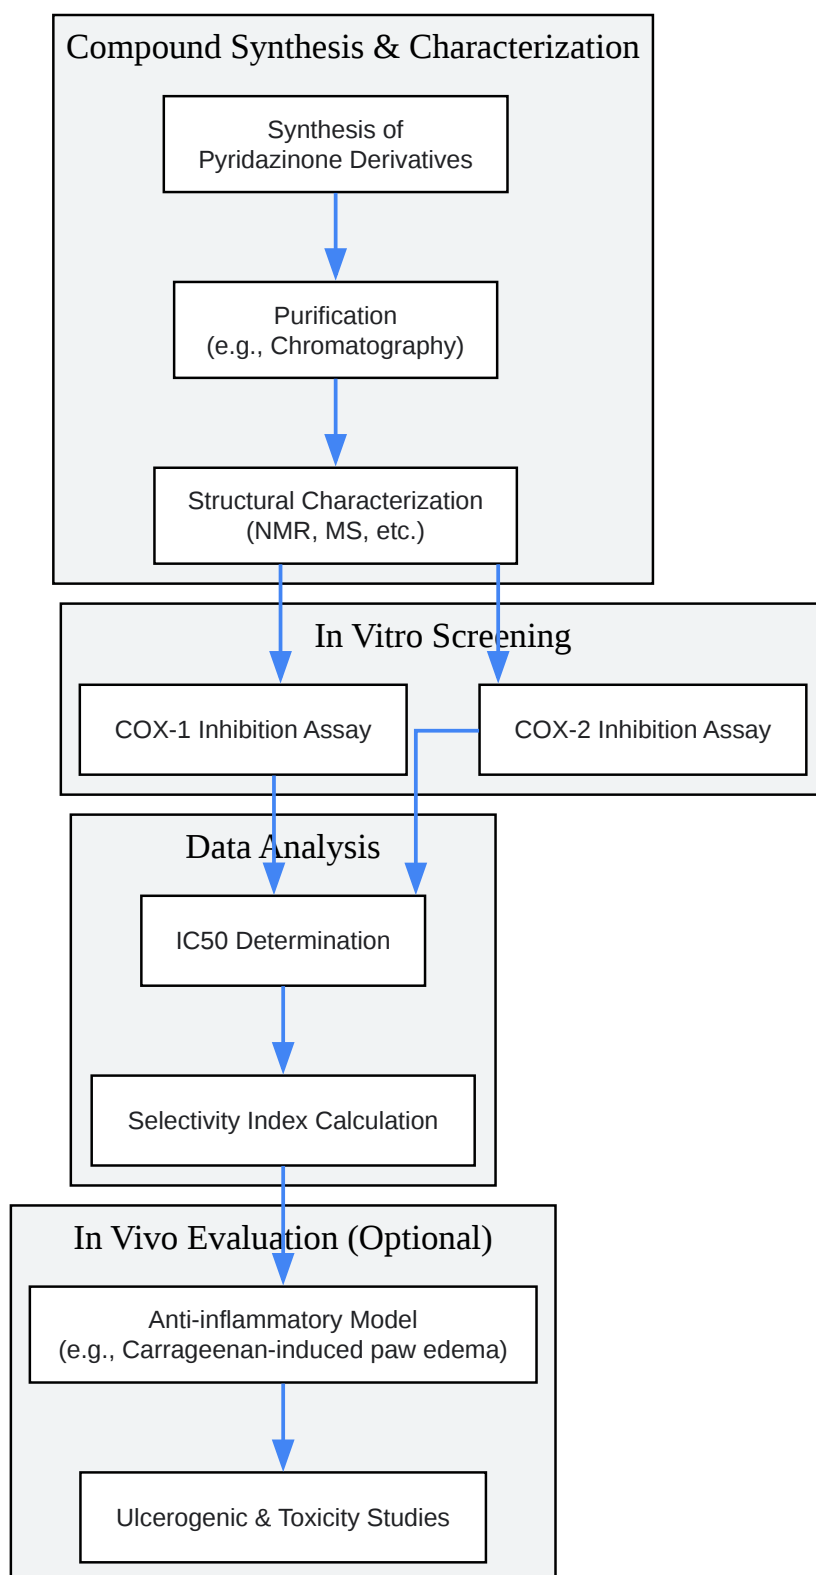 Compound Synthesis & Characterization
Synthesis of
Pyridazinone Derivatives
Purification
(e.g., Chromatography)
Structural Characterization
(NMR, MS, etc.)
In Vitro Screening
COX-1 Inhibition Assay
COX-2 Inhibition Assay
Data Analysis
IC50 Determination
Selectivity Index Calculation
In Vivo Evaluation (Optional)
Anti-inflammatory Model
(e.g., Carrageenan-induced paw edema)
Ulcerogenic & Toxicity Studies